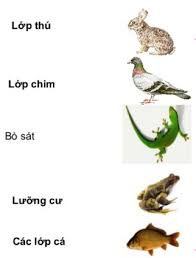 Lớp thú
Lớp chim
Bò sát
Lưỡng cư
Các lớp cá